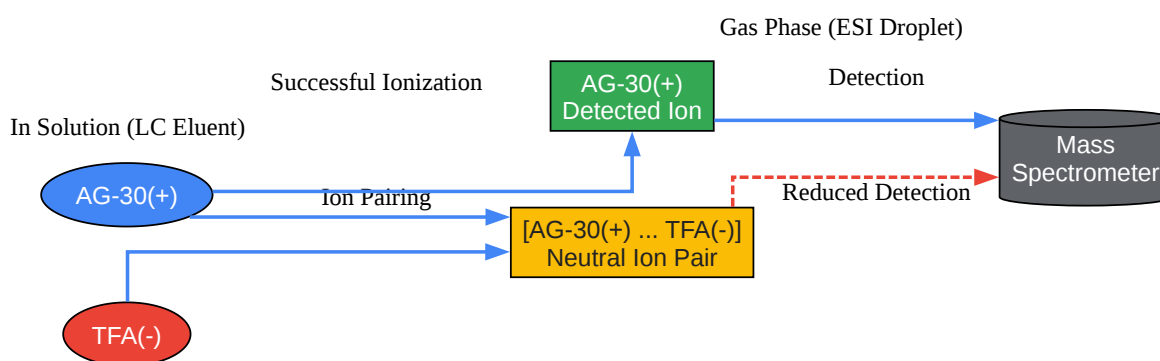 Gas Phase (ESI Droplet)
Successful Ionization
AG-30(+)
Detected Ion
Detection
In Solution (LC Eluent)
Mass
Spectrometer
AG-30(+)
Ion Pairing
Reduced Detection
[AG-30(+) ... TFA(-)]
Neutral Ion Pair
TFA(-)